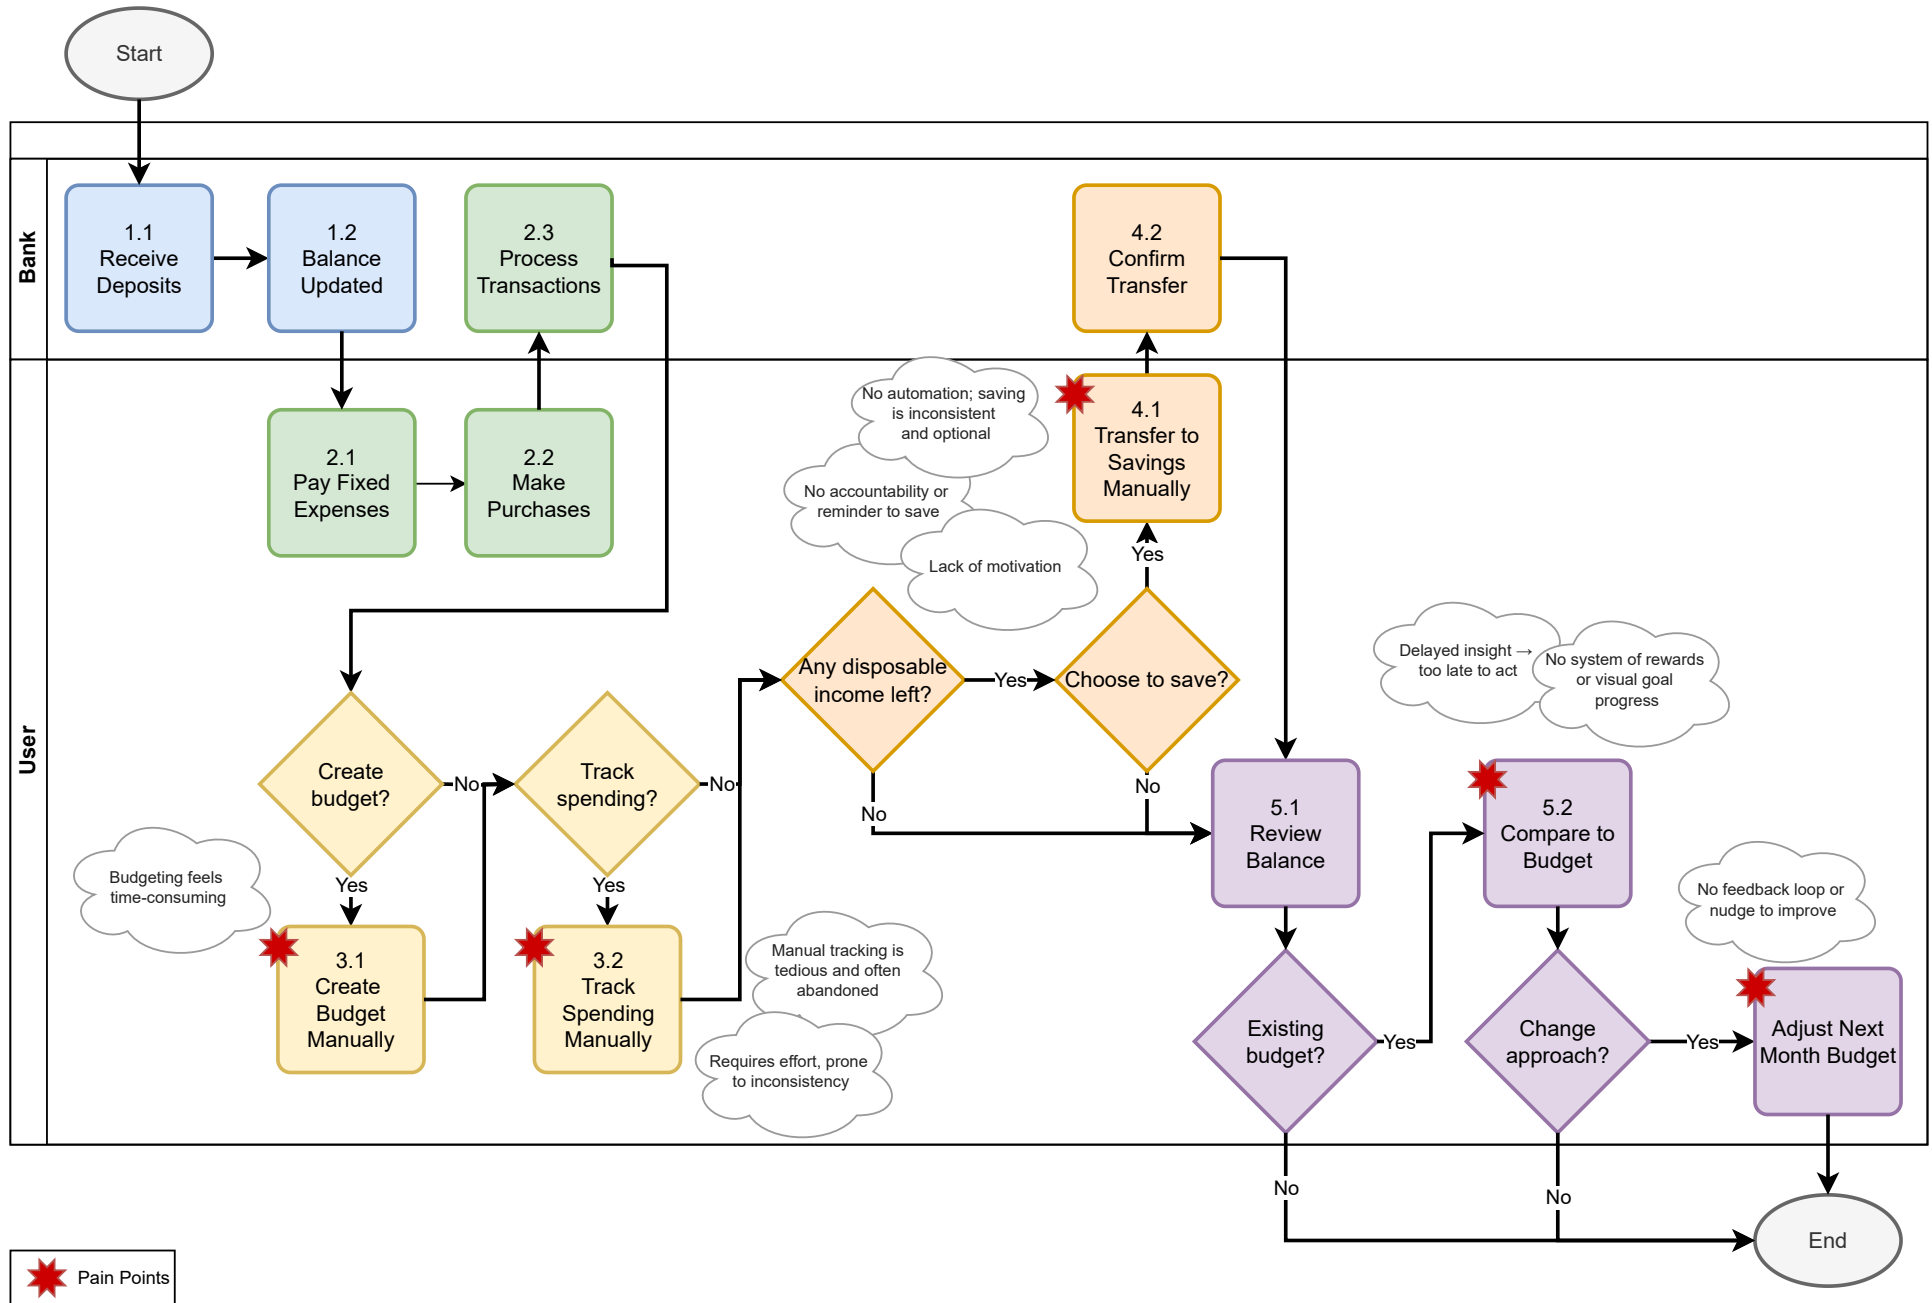 Start
Bank
1.1
Receive
Deposits
1.2
Balance
Updated
2.3
Process
Transactions
4.2
Confirm
Transfer
User
2.1
Pay Fixed
Expenses
2.2
Make
Purchases
No automation; saving
is inconsistent
and optional
No accountability or
reminder to save
Lack of motivation
4.1
Transfer to
Savings
Manually
Yes
Any disposable
income left?
Yes
Choose to save?
No
No
Delayed insight →
too late to act
No system of rewards
or visual goal
progress
Create
budget?
No
Yes
Track
spending?
No
Yes
Budgeting feels
time-consuming
3.1
Create
Budget
Manually
3.2
Track
Spending
Manually
Manual tracking is
tedious and often
abandoned
Requires effort, prone
to inconsistency
5.1
Review
Balance
5.2
Compare to
Budget
No feedback loop or
nudge to improve
Existing
budget?
Yes
Change
approach?
Yes
Adjust Next
Month Budget
No
No
End
Pain Points